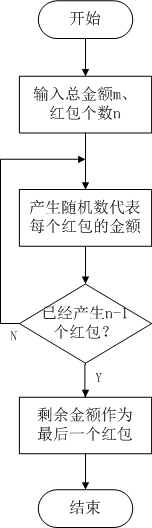 开始
输入总金额m、
红包个数n
产生随机数代表
每个红包的金额
已经产生n-1
个红包？
N
Y
剩余金额作为
最后一个红包
结束